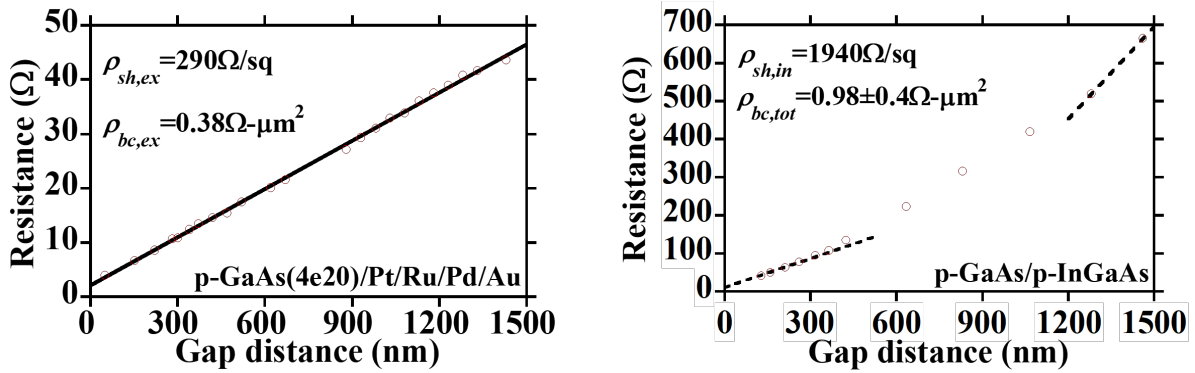 50
40
30
20
10
0
Resistance (Ω)
ρsh,ex=290Ω/sq
ρbc,ex=0.38Ω-μm²
p-GaAs(4e20)/Pt/Ru/Pd/Au
0 300 600 900 1200 1500
Gap distance (nm)
700
600
500
400
300
200
100
0
Resistance (Ω)
ρsh,in=1940Ω/sq
ρbc,tot=0.98±0.4Ω-μm²
p-GaAs/p-InGaAs
0 300 600 900 1200 1500
Gap distance (nm)